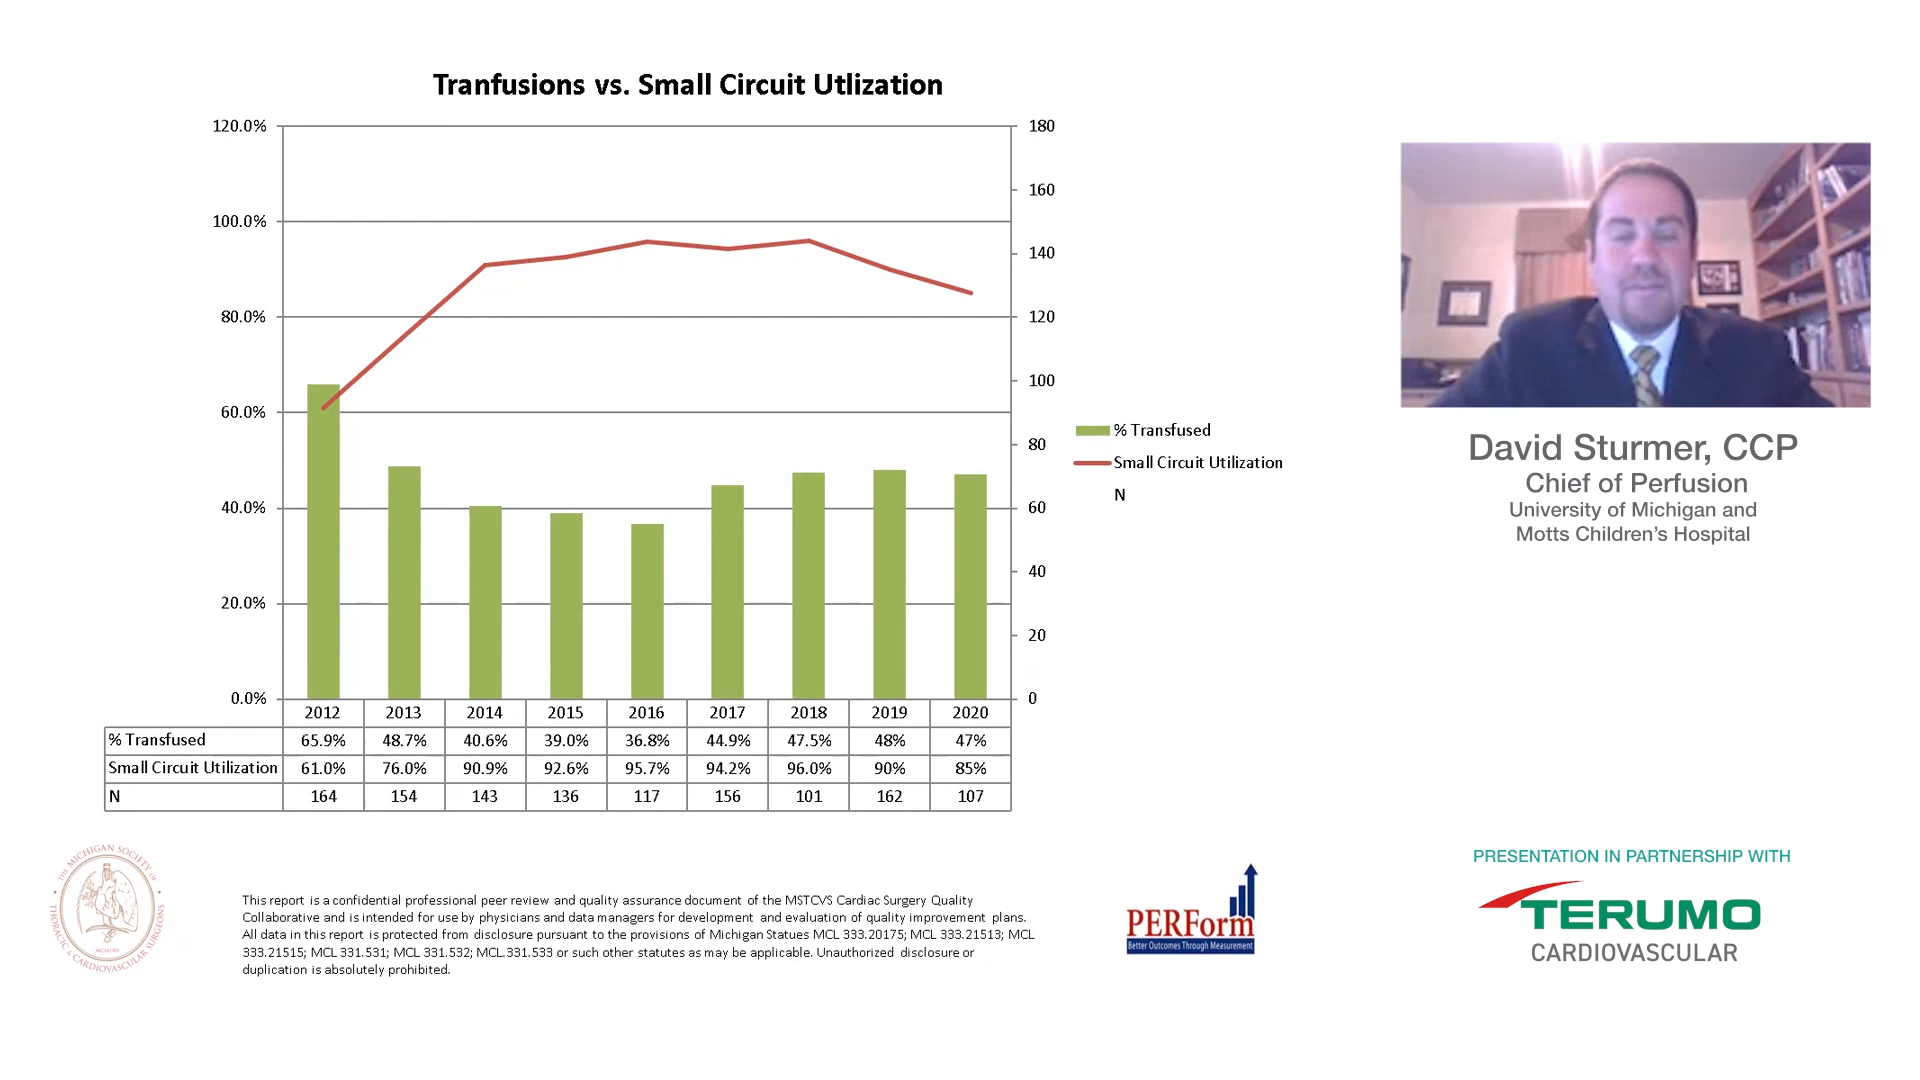 Tranfusions vs. Small Circuit Utlization
120.0%
100.0%
80.0%
60.0%
40.0%
20.0%
0.0%
180
160
140
120
100
80
60
40
20
0
% Transfused
Small Circuit Utilization
N
2012 2013 2014 2015 2016 2017 2018 2019 2020
% Transfused 65.9% 48.7% 40.6% 39.0% 36.8% 44.9% 47.5% 48% 47%
Small Circuit Utilization 61.0% 76.0% 90.9% 92.6% 95.7% 94.2% 96.0% 90% 85%
N 164 154 143 136 117 156 101 162 107
David Sturmer, CCP
Chief of Perfusion
University of Michigan and
Motts Children's Hospital
THE MICHIGAN SOCIETY OF
THORACIC & CARDIOVASCULAR SURGEONS
MCMLXV
This report is a confidential professional peer review and quality assurance document of the MSTCVS Cardiac Surgery Quality
Collaborative and is intended for use by physicians and data managers for development and evaluation of quality improvement plans.
All data in this report is protected from disclosure pursuant to the provisions of Michigan Statues MCL 333.20175; MCL 333.21513; MCL
333.21515; MCL 331.531; MCL 331.532; MCL.331.533 or such other statutes as may be applicable. Unauthorized disclosure or
duplication is absolutely prohibited.
PERForm
Better Outcomes Through Measurement
PRESENTATION IN PARTNERSHIP WITH
TERUMO
CARDIOVASCULAR